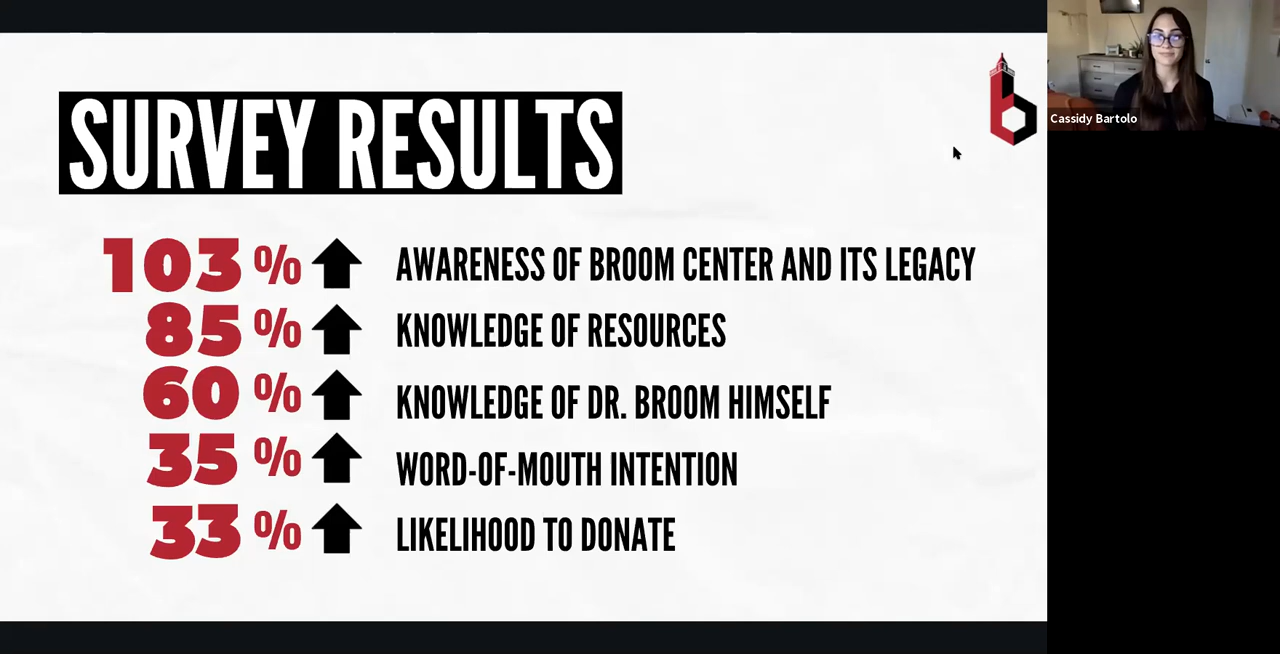 SURVEY RESULTS
103% AWARENESS OF BROOM CENTER AND ITS LEGACY
85% KNOWLEDGE OF RESOURCES
60% KNOWLEDGE OF DR. BROOM HIMSELF
35% WORD-OF-MOUTH INTENTION
33% LIKELIHOOD TO DONATE
b
Cassidy Bartolo